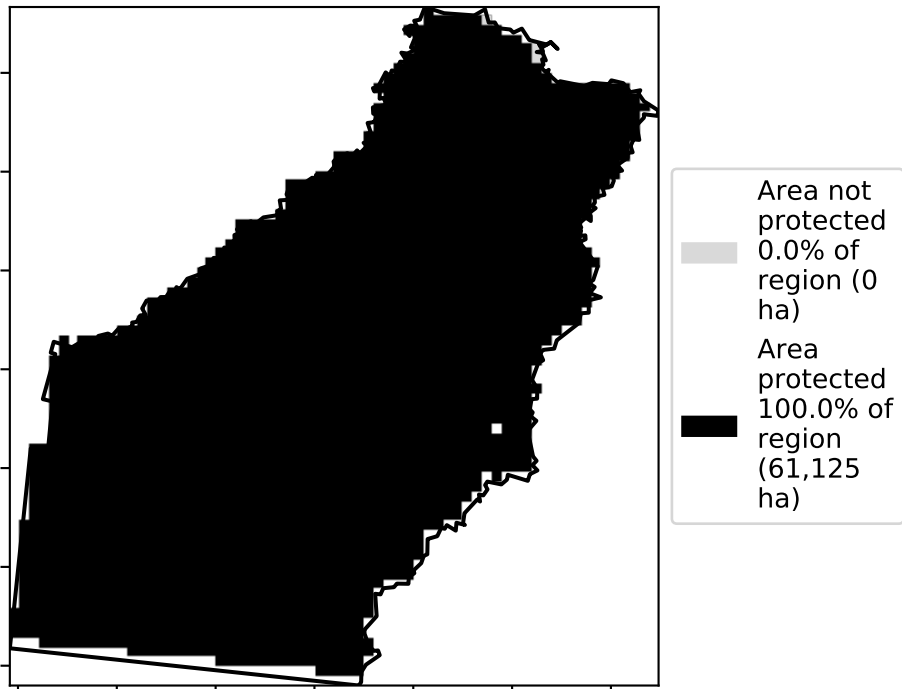 Area not
protected
0.0% of
region (0
ha)
Area
protected
100.0% of
region
(61,125
ha)